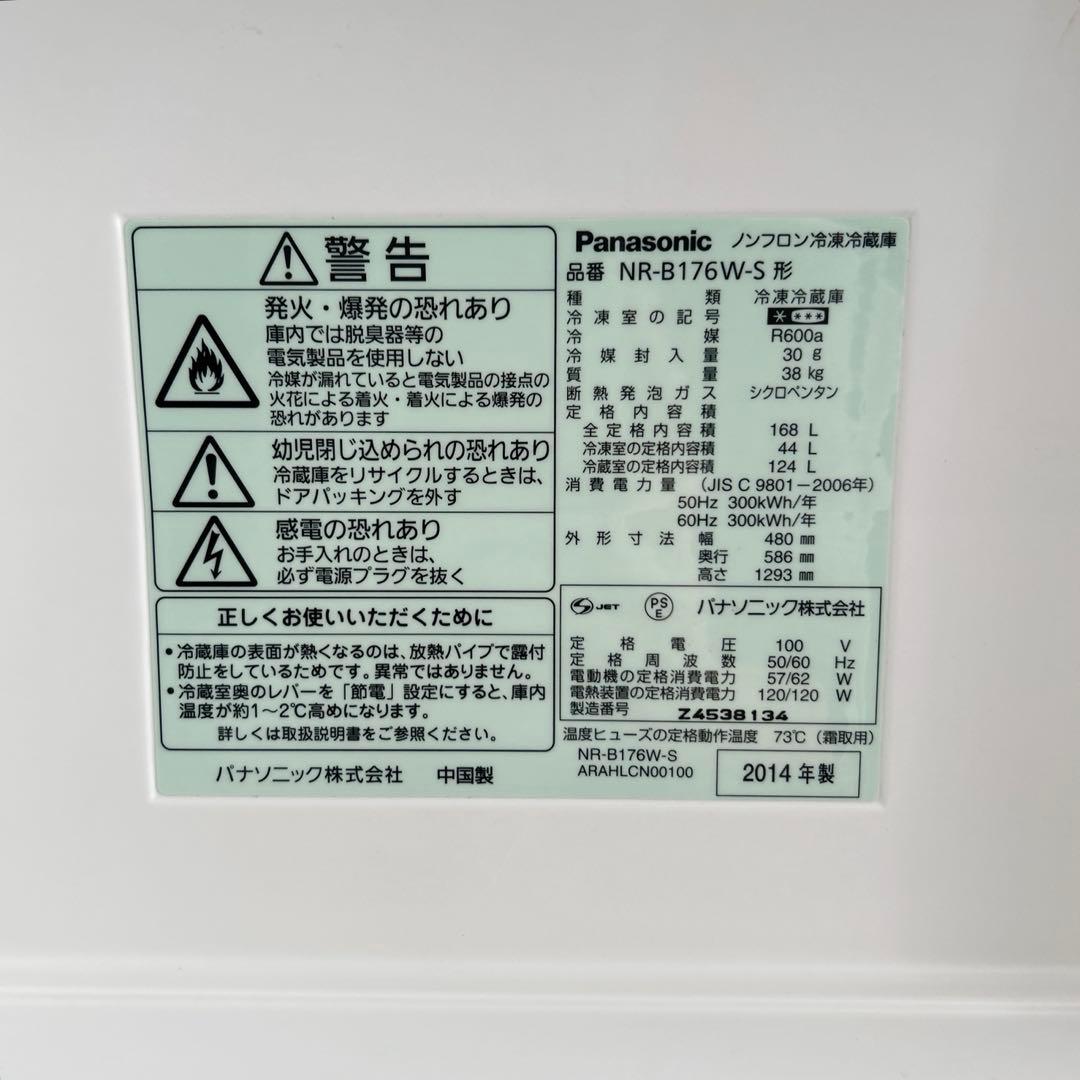 警告
発火・爆発の恐れあり
庫内では脱臭器等の
電気製品を使用しない
冷媒が漏れていると電気製品の接点の
火花による着火・着火による爆発の
恐れがあります
幼児閉じ込められの恐れあり
冷蔵庫をリサイクルするときは、
ドアパッキングを外す
感電の恐れあり
お手入れのときは、
必ず電源プラグを抜く
正しくお使いいただくために
•冷蔵庫の表面が熱くなるのは、放熱パイプで露付
防止をしているためです。異常ではありません。
•冷蔵室奥のレバーを「節電」設定にすると、庫内
温度が約1〜2℃高めになります。
詳しくは取扱説明書をご参照ください。
パナソニック株式会社 中国製
Panasonic ノンフロン冷凍冷蔵庫
品番 NR-B176W-S 形
種類 冷凍冷蔵庫
冷凍室の記号 * ***
冷媒 R600a
冷媒封入量 30 g
質量 38 kg
断熱発泡ガス シクロペンタン
定格内容積
全定格内容積 168 L
冷凍室の定格内容積 44 L
冷蔵室の定格内容積 124 L
消費電力量 (JIS C 9801−2006年)
50Hz 300kWh/年
60Hz 300kWh/年
外形寸法 幅 480 mm
奥行 586 mm
高さ 1293 mm
S JET PS E パナソニック株式会社
定格電圧 100 V
定格周波数 50/60 Hz
電動機の定格消費電力 57/62 W
電熱装置の定格消費電力 120/120 W
製造番号 Z4538134
温度ヒューズの定格動作温度 73℃（霜取用）
NR-B176W-S
ARAHLCN00100
2014 年製